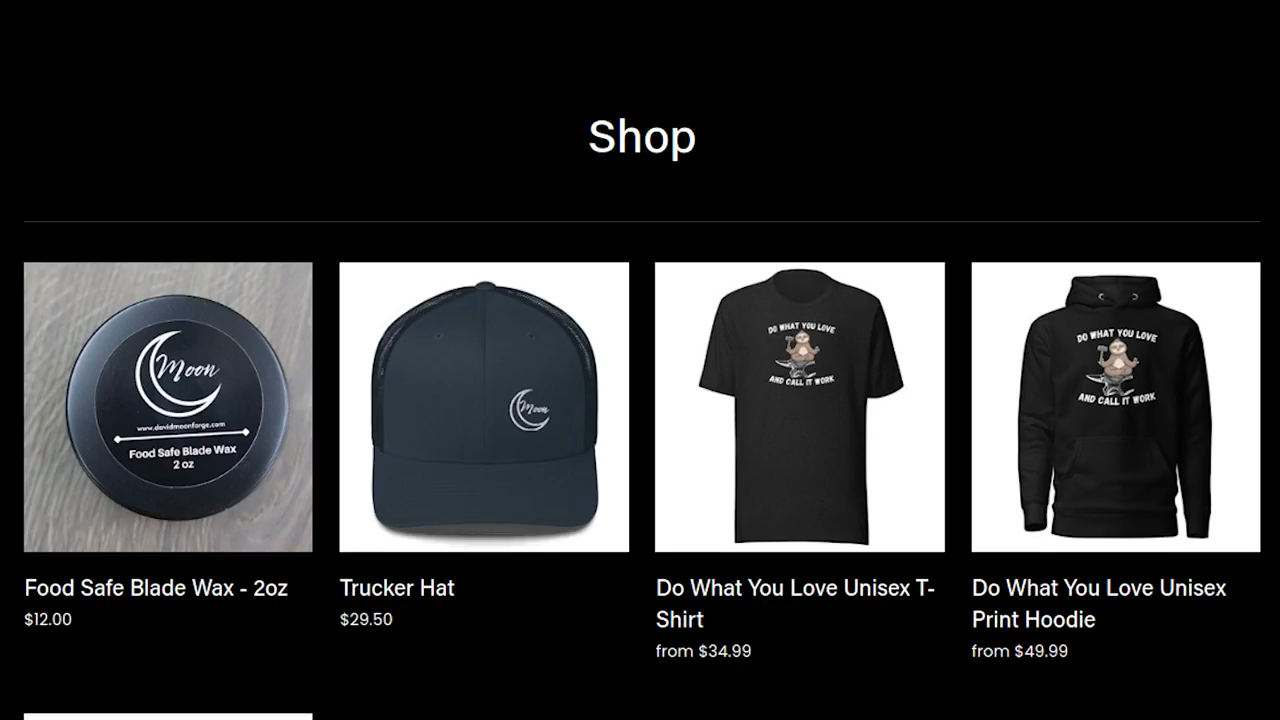 Shop
Moon
www.davidmoonforge.com
Food Safe Blade Wax
2 oz
Moon
DO WHAT YOU LOVE
AND CALL IT WORK
DO WHAT YOU LOVE
AND CALL IT WORK
Food Safe Blade Wax - 2oz
$12.00
Trucker Hat
$29.50
Do What You Love Unisex T-
Shirt
from $34.99
Do What You Love Unisex
Print Hoodie
from $49.99